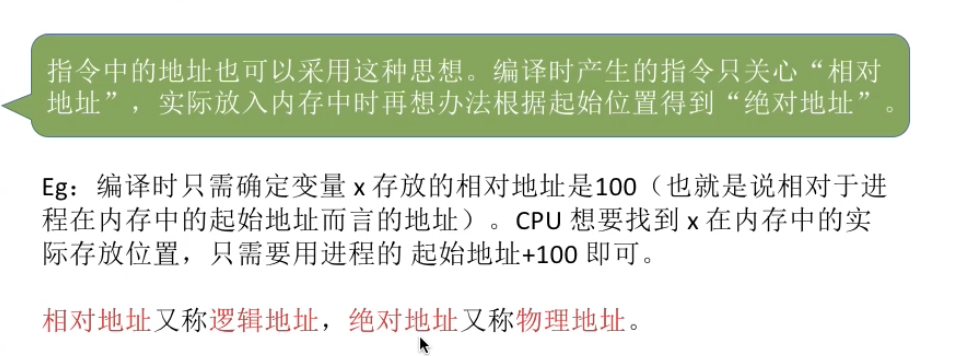 指令中的地址也可以采用这种思想。编译时产生的指令只关心“相对
地址”，实际放入内存中时再想办法根据起始位置得到“绝对地址”。
Eg：编译时只需确定变量 x 存放的相对地址是100（也就是说相对于进
程在内存中的起始地址而言的地址）。CPU 想要找到 x 在内存中的实
际存放位置，只需要用进程的 起始地址+100 即可。
相对地址又称逻辑地址，绝对地址又称物理地址。